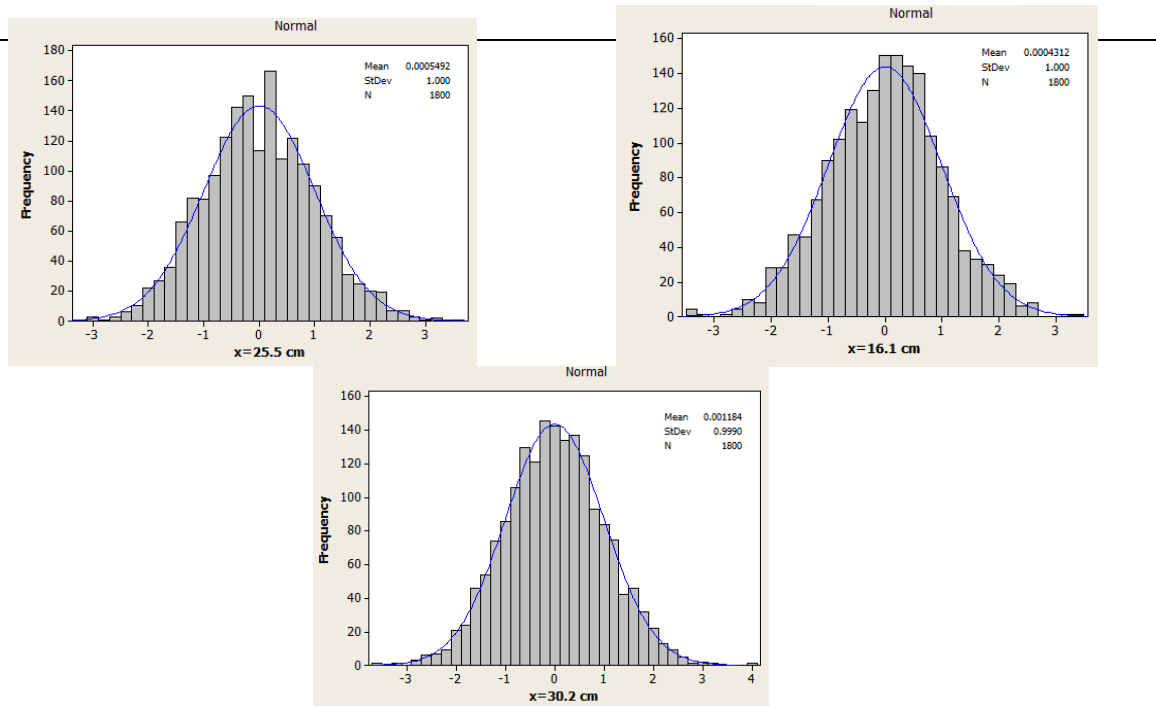 Normal
180
160
140
120
100
80
60
40
20
0
Frequency
Mean 0.0005492
StDev 1.000
N 1800
-3 -2 -1 0 1 2 3
x=25.5 cm
Normal
160
140
120
100
80
60
40
20
0
Frequency
Mean 0.0004312
StDev 1.000
N 1800
-3 -2 -1 0 1 2 3
x=16.1 cm
Normal
160
140
120
100
80
60
40
20
0
Frequency
Mean 0.001184
StDev 0.9990
N 1800
-3 -2 -1 0 1 2 3 4
x=30.2 cm